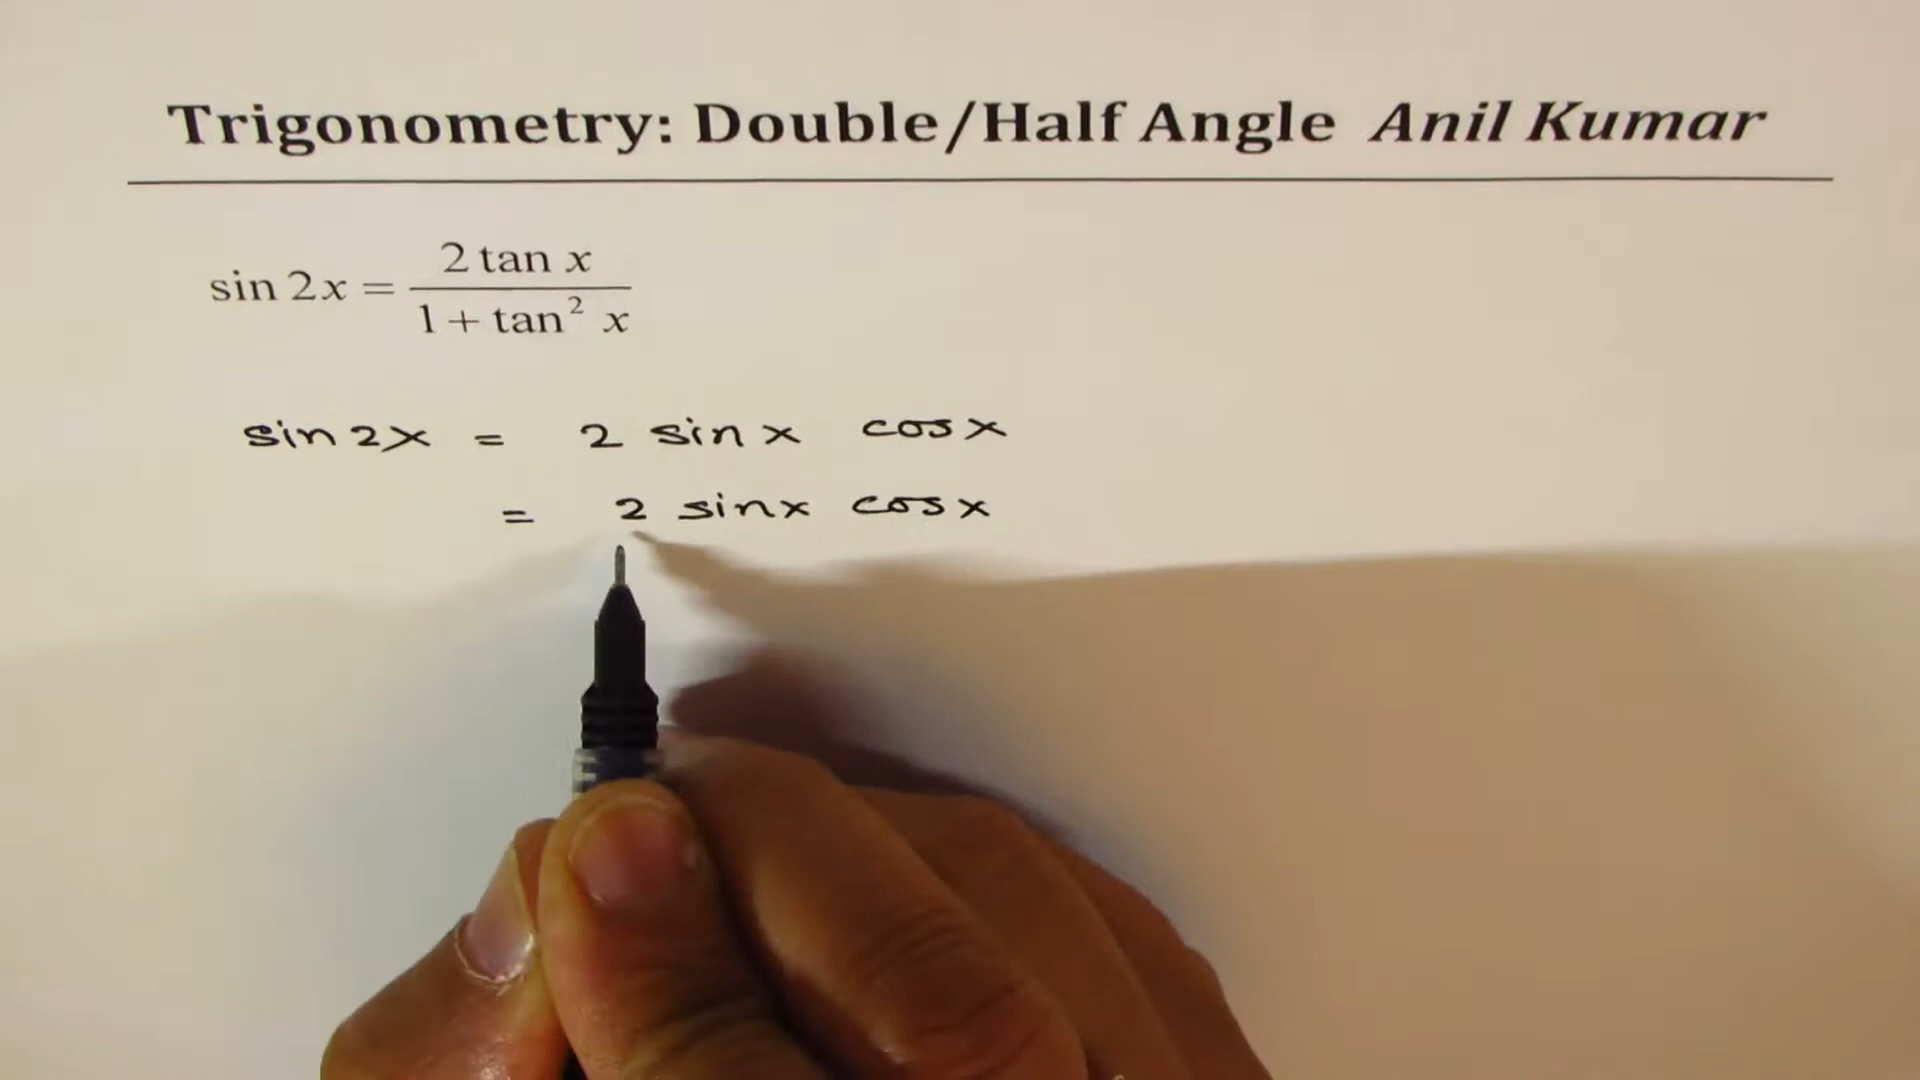 Trigonometry: Double/Half Angle Anil Kumar
sin 2x = 2 tan x / 1 + tan² x
sin 2x = 2 sin x cos x
= 2 sin x cos x